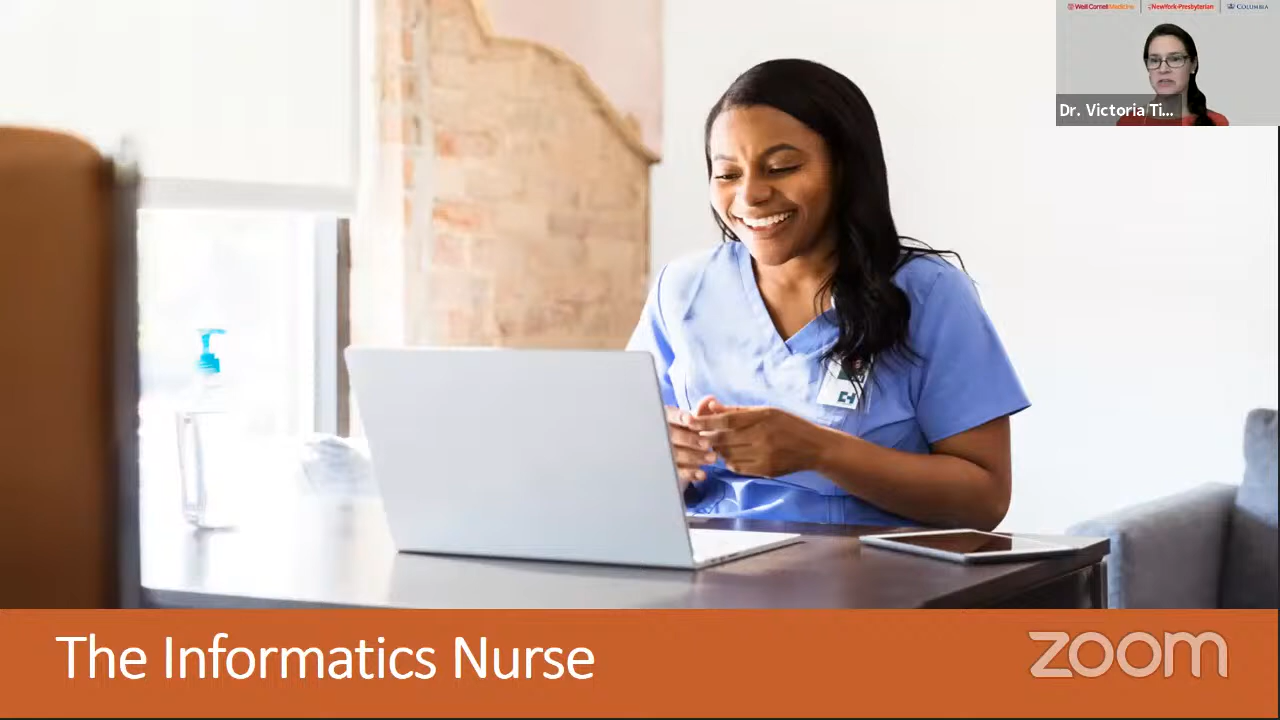 Weill Cornell Medicine
NewYork-Presbyterian
COLUMBIA
Dr. Victoria Ti...
The Informatics Nurse
zoom